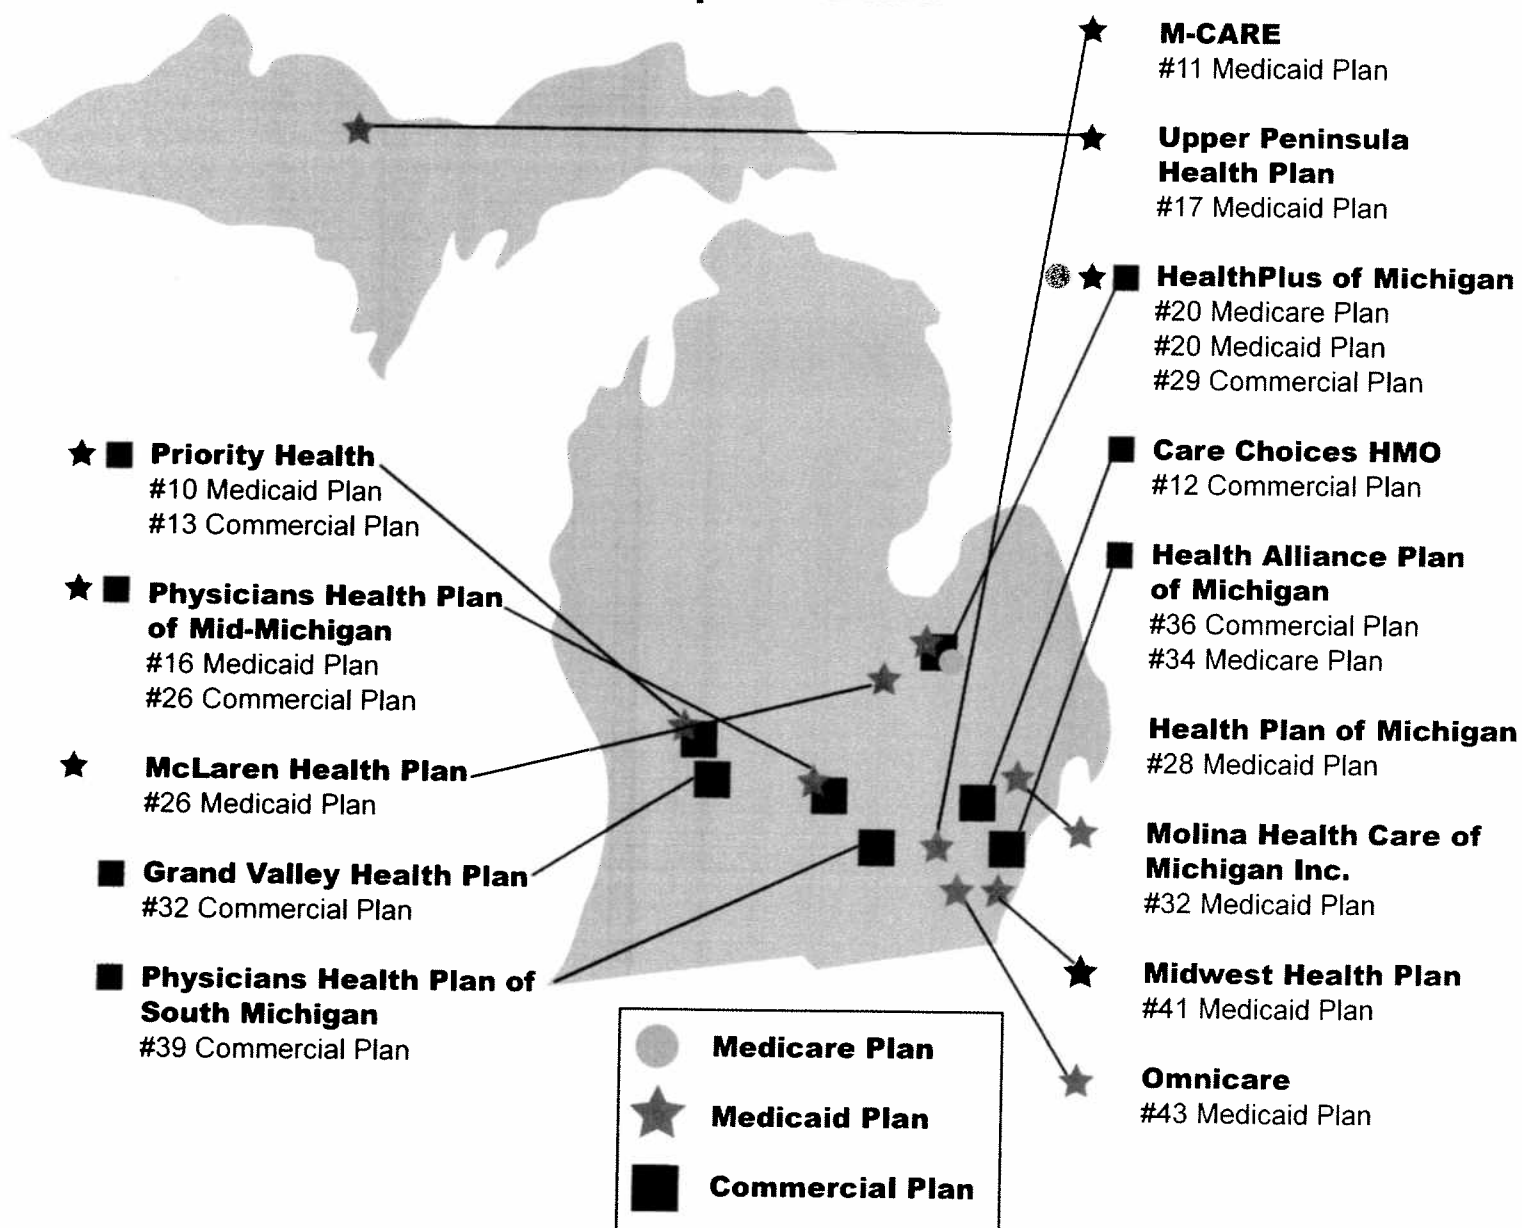 M-CARE
#11 Medicaid Plan
Upper Peninsula
Health Plan
#17 Medicaid Plan
HealthPlus of Michigan
#20 Medicare Plan
#20 Medicaid Plan
#29 Commercial Plan
Priority Health
#10 Medicaid Plan
#13 Commercial Plan
Physicians Health Plan
of Mid-Michigan
#16 Medicaid Plan
#26 Commercial Plan
McLaren Health Plan
#26 Medicaid Plan
Grand Valley Health Plan
#32 Commercial Plan
Physicians Health Plan of
South Michigan
#39 Commercial Plan
Care Choices HMO
#12 Commercial Plan
Health Alliance Plan
of Michigan
#36 Commercial Plan
#34 Medicare Plan
Health Plan of Michigan
#28 Medicaid Plan
Molina Health Care of
Michigan Inc.
#32 Medicaid Plan
Midwest Health Plan
#41 Medicaid Plan
Omnicare
#43 Medicaid Plan
Medicare Plan
Medicaid Plan
Commercial Plan